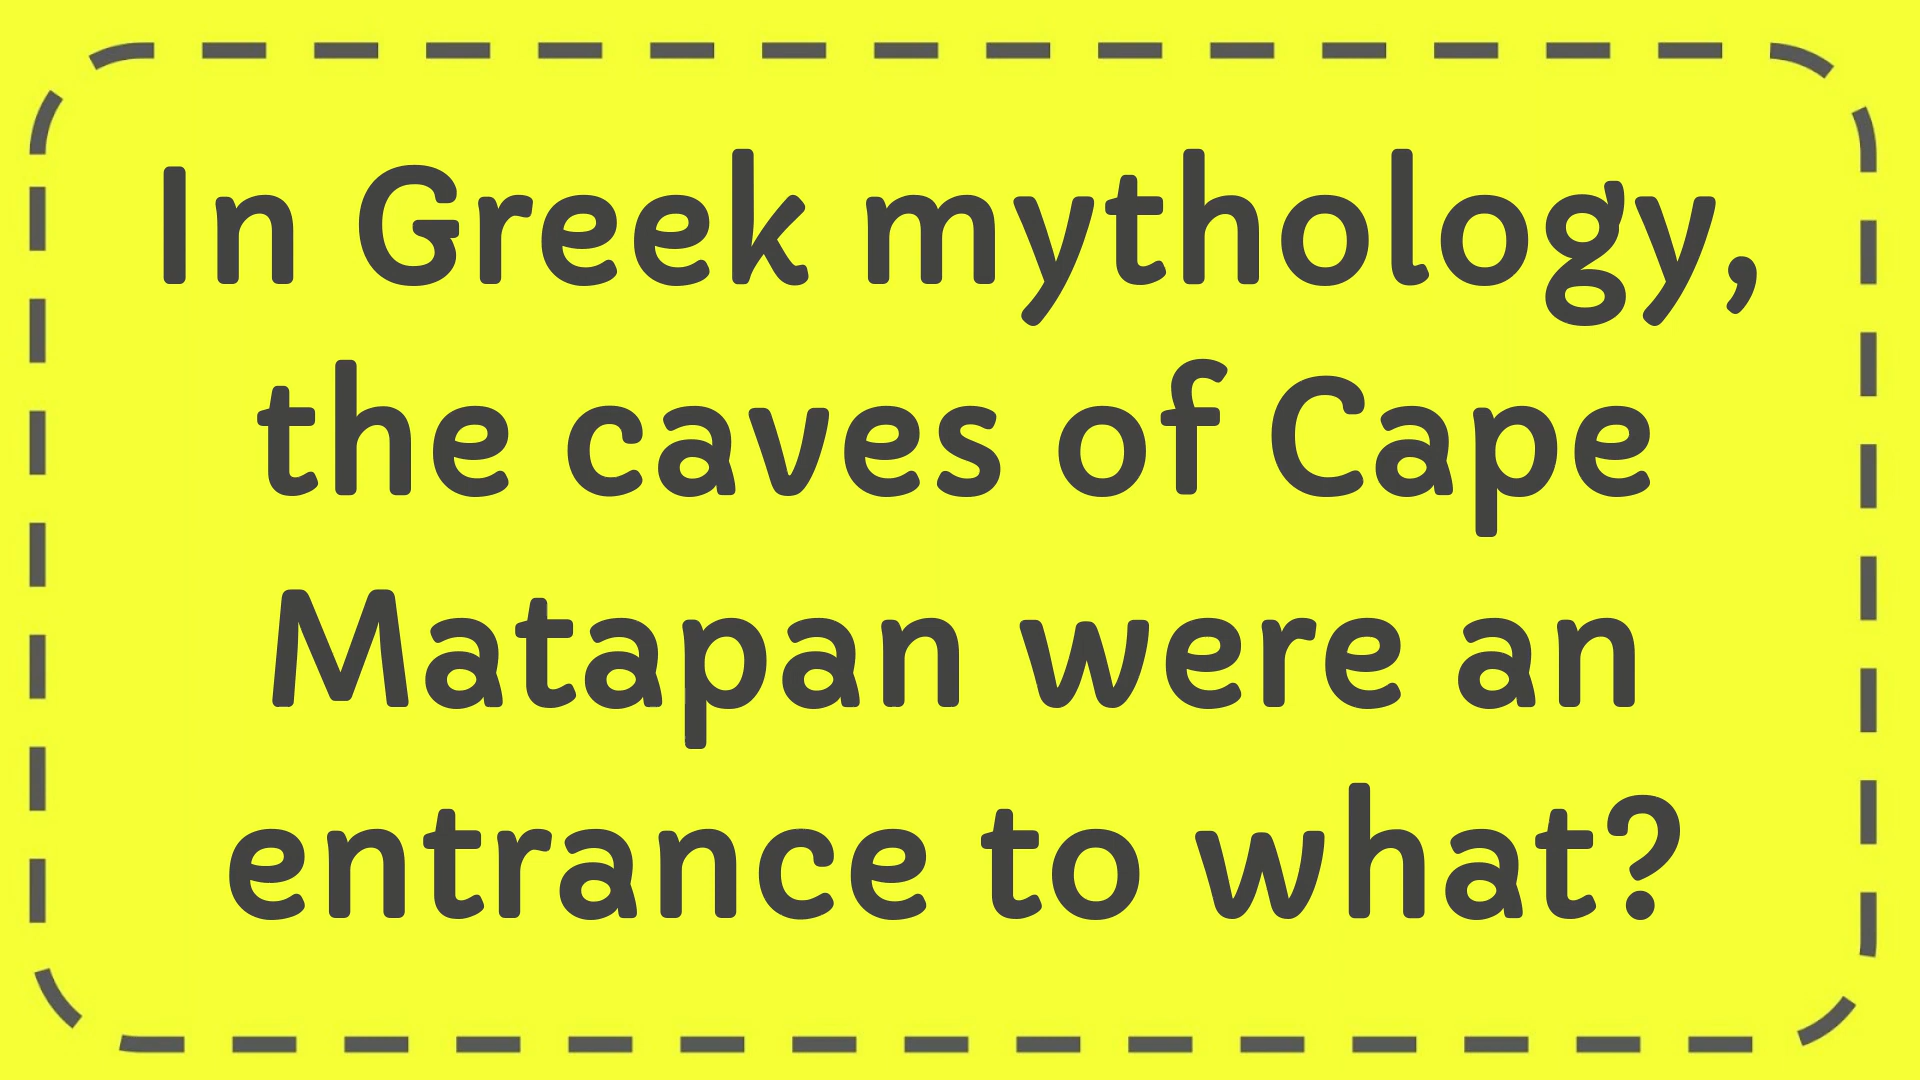 In Greek mythology,
the caves of Cape
Matapan were an
entrance to what?